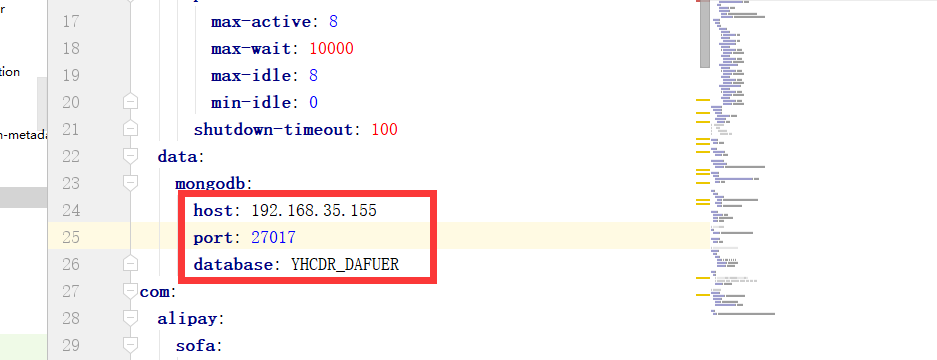 r
tion
n-metada
17 max-active: 8
18 max-wait: 10000
19 max-idle: 8
20 min-idle: 0
21 shutdown-timeout: 100
22 data:
23 mongodb:
24 host: 192.168.35.155
25 port: 27017
26 database: YHCDR_DAFUER
27 com:
28 alipay:
29 sofa: